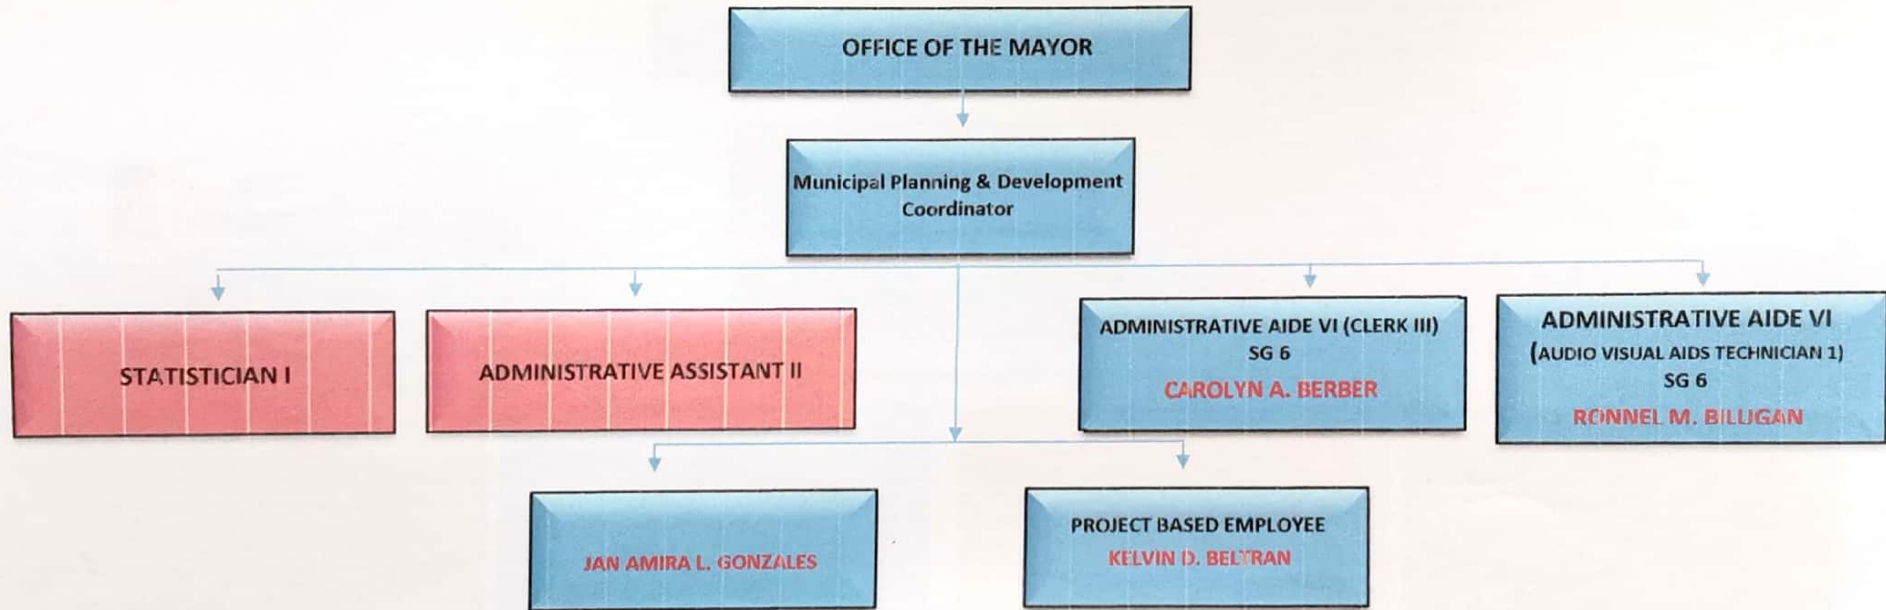 OFFICE OF THE MAYOR
Municipal Planning & Development
Coordinator
STATISTICIAN I
ADMINISTRATIVE ASSISTANT II
ADMINISTRATIVE AIDE VI (CLERK III)
SG 6
CAROLYN A. BERBER
ADMINISTRATIVE AIDE VI
(AUDIO VISUAL AIDS TECHNICIAN 1)
SG 6
RONNEL M. BILUGAN
JAN AMIRA L. GONZALES
PROJECT BASED EMPLOYEE
KELVIN D. BELTRAN